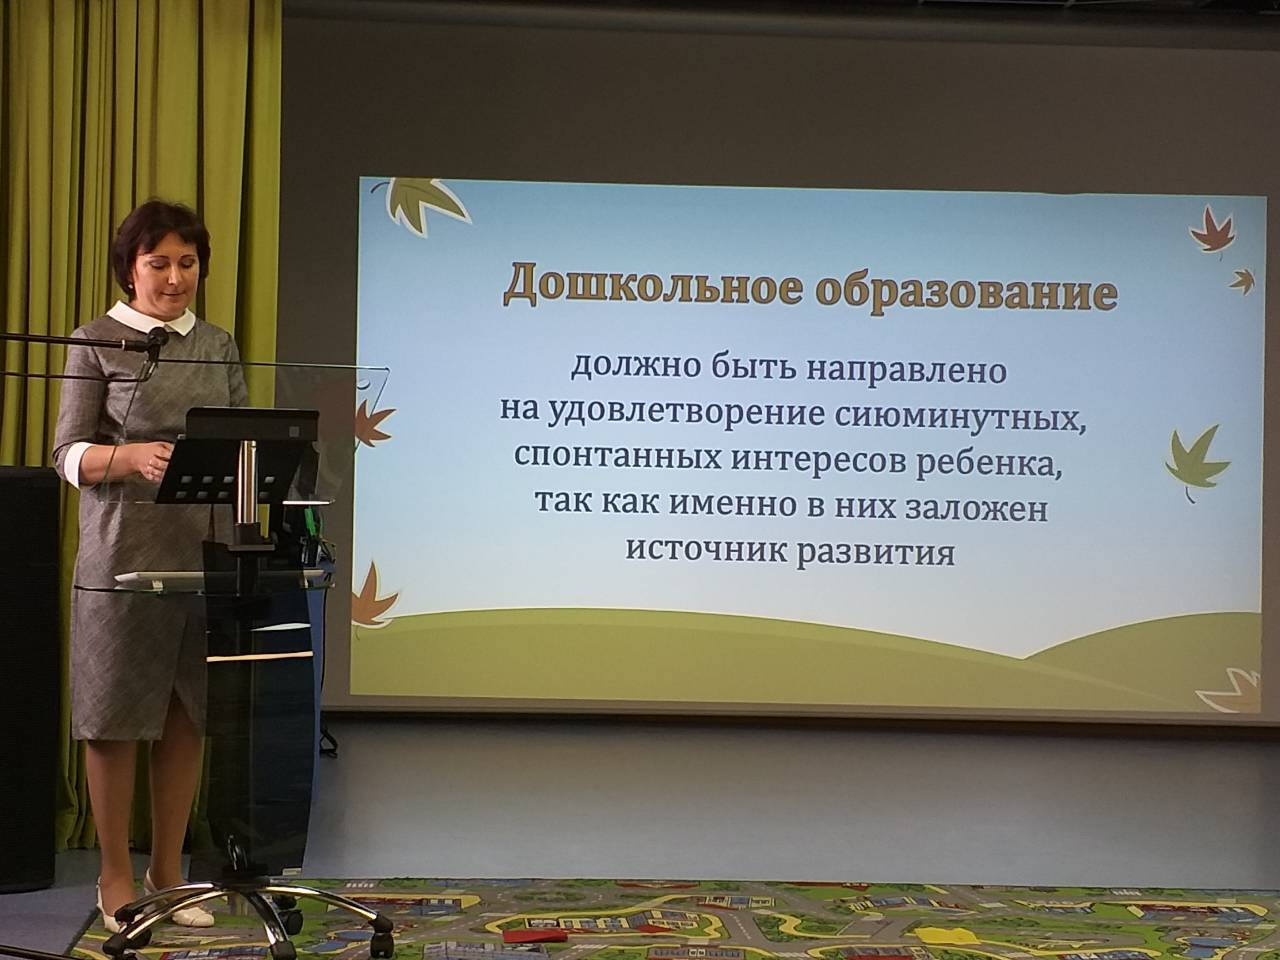 Дошкольное образование
должно быть направлено
на удовлетворение сиюминутных,
спонтанных интересов ребенка,
так как именно в них заложен
источник развития